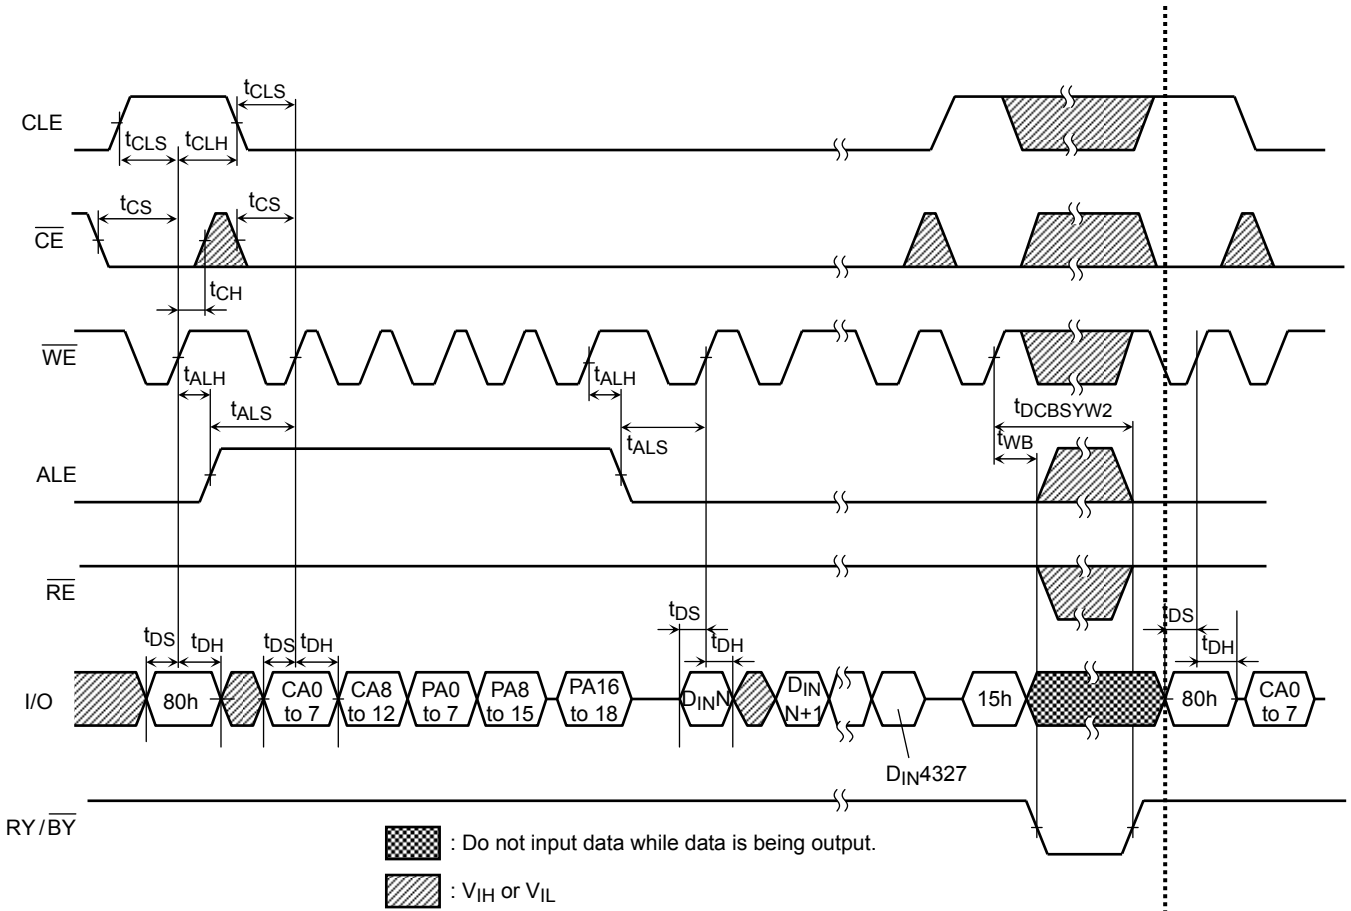 tCLS
CLE
tCLS tCLH
tCS tCS
CE
tCH
WE
tALH tALH
tALS
tDCBSYW2
tALS
tWB
ALE
RE
tDS tDH tDS tDH tDS tDH DS tDH
I/O
80h
CA0
to 7
CA8
to 12
PA0
to 7
PA8
to 15
PA16
to 18
DINN
DIN
N+1
15h
80h
CA0
to 7
DIN4327
RY/BY
: Do not input data while data is being output.
: VIH or VIL